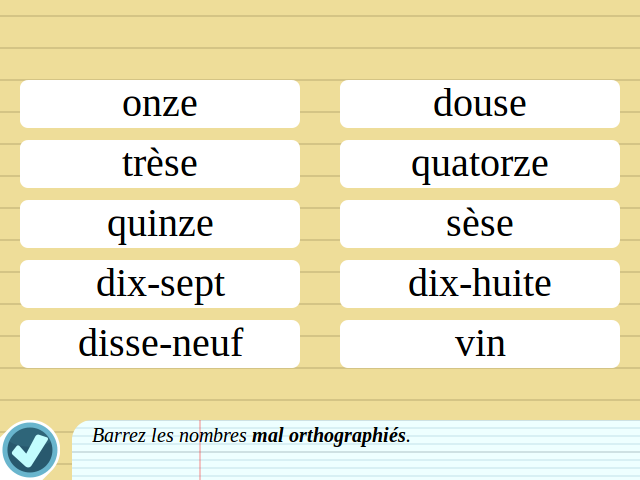 onze
douse
trèse
quatorze
quinze
sèse
dix-sept
dix-huite
disse-neuf
vin
Barrez les nombres mal orthographiés.